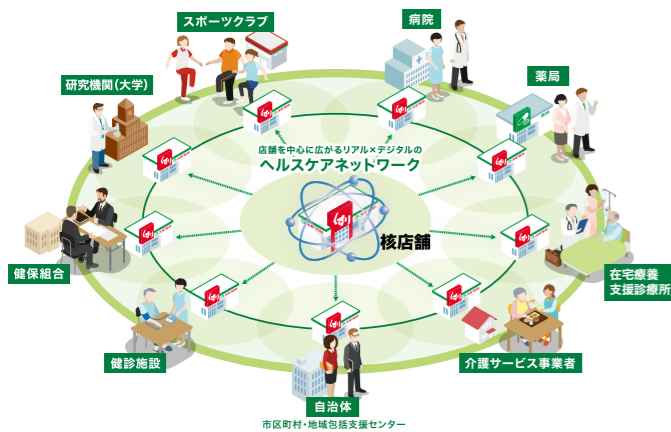 スポーツクラブ
病院
研究機関(大学)
薬局
店舗を中心に広がるリアル×デジタルの
ヘルスケアネットワーク
核店舗
健保組合
在宅療養
支援診療所
健診施設
介護サービス事業者
自治体
市区町村・地域包括支援センター